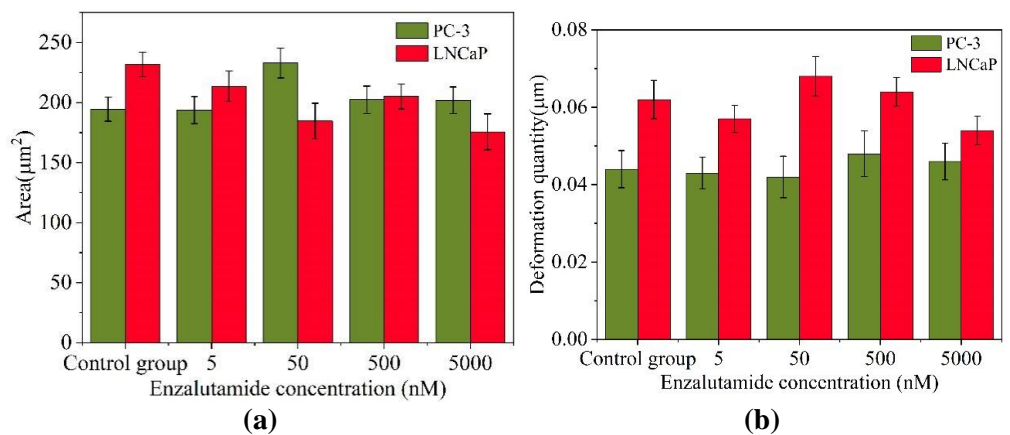 (a)
PC-3
LNCaP
Area(μm²)
250
200
150
100
50
0
Control group 5 50 500 5000
Enzalutamide concentration (nM)
(a)
(b)
PC-3
LNCaP
Deformation quantity(μm)
0.08
0.06
0.04
0.02
0.00
Control group 5 50 500 5000
Enzalutamide concentration (nM)
(b)